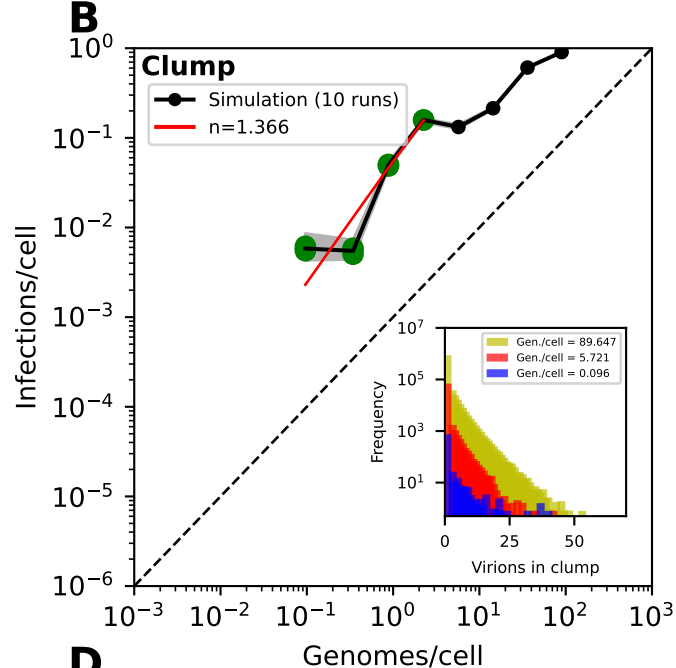 B
Clump
Simulation (10 runs)
n=1.366
Infections/cell
10^0
10^-1
10^-2
10^-3
10^-4
10^-5
10^-6
10^-3
10^-2
10^-1
10^0
10^1
10^2
10^3
Genomes/cell
Gen./cell = 89.647
Gen./cell = 5.721
Gen./cell = 0.096
Frequency
10^7
10^5
10^3
10^1
0
25
50
Virions in clump
D